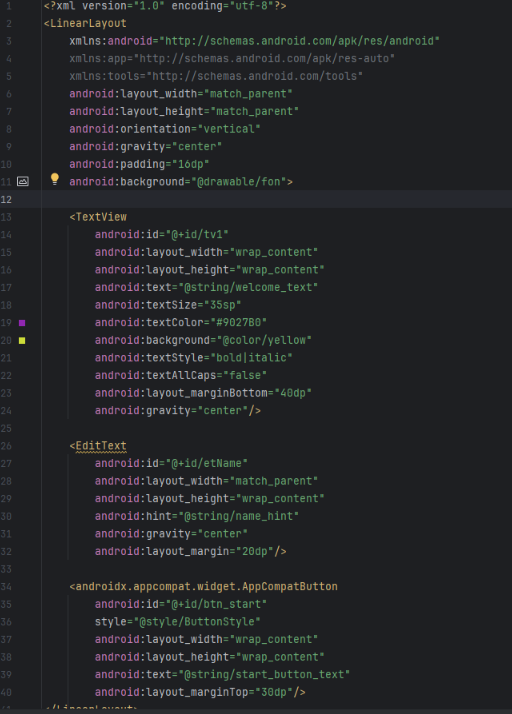 1 <?xml version="1.0" encoding="utf-8"?>
2 <LinearLayout
3 xmlns:android="http://schemas.android.com/apk/res/android"
4 xmlns:app="http://schemas.android.com/apk/res-auto"
5 xmlns:tools="http://schemas.android.com/tools"
6 android:layout_width="match_parent"
7 android:layout_height="match_parent"
8 android:orientation="vertical"
9 android:gravity="center"
10 android:padding="16dp"
11 android:background="@drawable/fon">
12
13 <TextView
14 android:id="@+id/tv1"
15 android:layout_width="wrap_content"
16 android:layout_height="wrap_content"
17 android:text="@string/welcome_text"
18 android:textSize="35sp"
19 android:textColor="#9027B0"
20 android:background="@color/yellow"
21 android:textStyle="bold|italic"
22 android:textAllCaps="false"
23 android:layout_marginBottom="40dp"
24 android:gravity="center"/>
25
26 <EditText
27 android:id="@+id/etName"
28 android:layout_width="match_parent"
29 android:layout_height="wrap_content"
30 android:hint="@string/name_hint"
31 android:gravity="center"
32 android:layout_margin="20dp"/>
33
34 <androidx.appcompat.widget.AppCompatButton
35 android:id="@+id/btn_start"
36 style="@style/ButtonStyle"
37 android:layout_width="wrap_content"
38 android:layout_height="wrap_content"
39 android:text="@string/start_button_text"
40 android:layout_marginTop="30dp"/>
41 </LinearLayout>